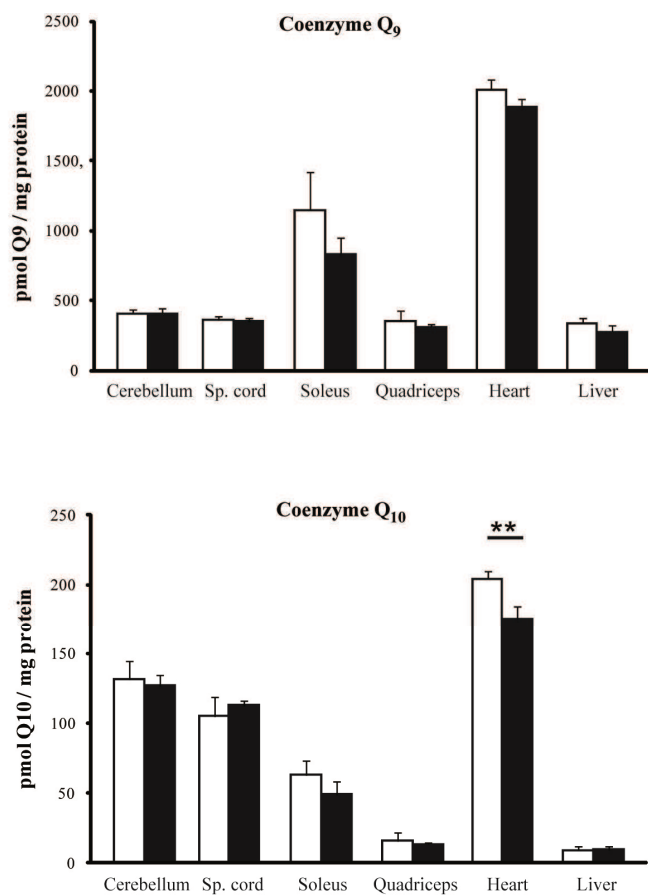 Coenzyme Q9
2500
2000
1500,
1000
500
0
pmol Q9 / mg protein
Cerebellum Sp. cord Soleus Quadriceps Heart Liver
Coenzyme Q10
250
200
150
100
50
0
pmol Q10 / mg protein
**
Cerebellum Sp. cord Soleus Quadriceps Heart Liver